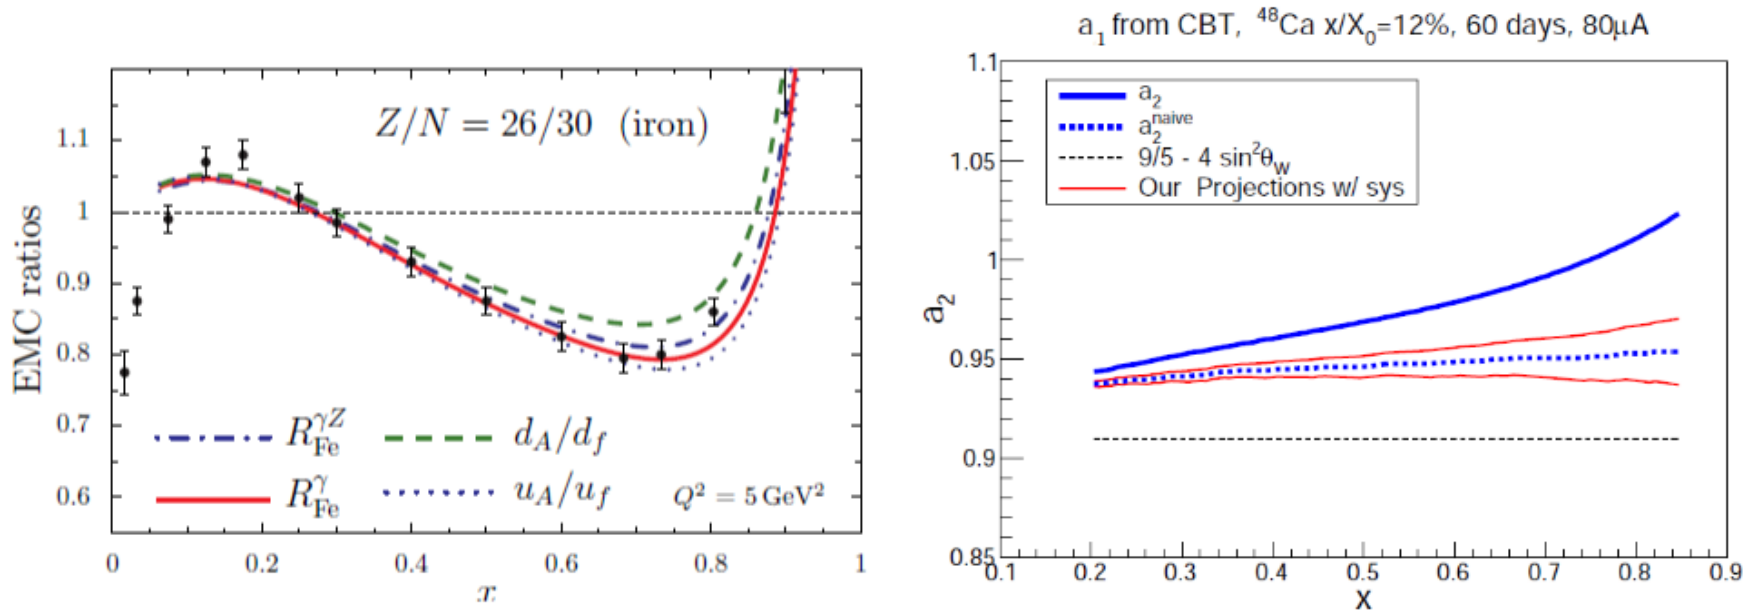 Z/N = 26/30 (iron)
EMC ratios
1.1
1
0.9
0.8
0.7
0.6
R_Fe^γZ
d_A/d_f
R_Fe^γ
u_A/u_f
Q² = 5 GeV²
0 0.2 0.4 0.6 0.8 1
x
a₁ from CBT, ⁴⁸Ca x/X₀=12%, 60 days, 80μA
a₂
a₂^naive
9/5 - 4 sin²θ_W
Our Projections w/ sys
a₂
1.1
1.05
1
0.95
0.9
0.85
0.1 0.2 0.3 0.4 0.5 0.6 0.7 0.8 0.9
x